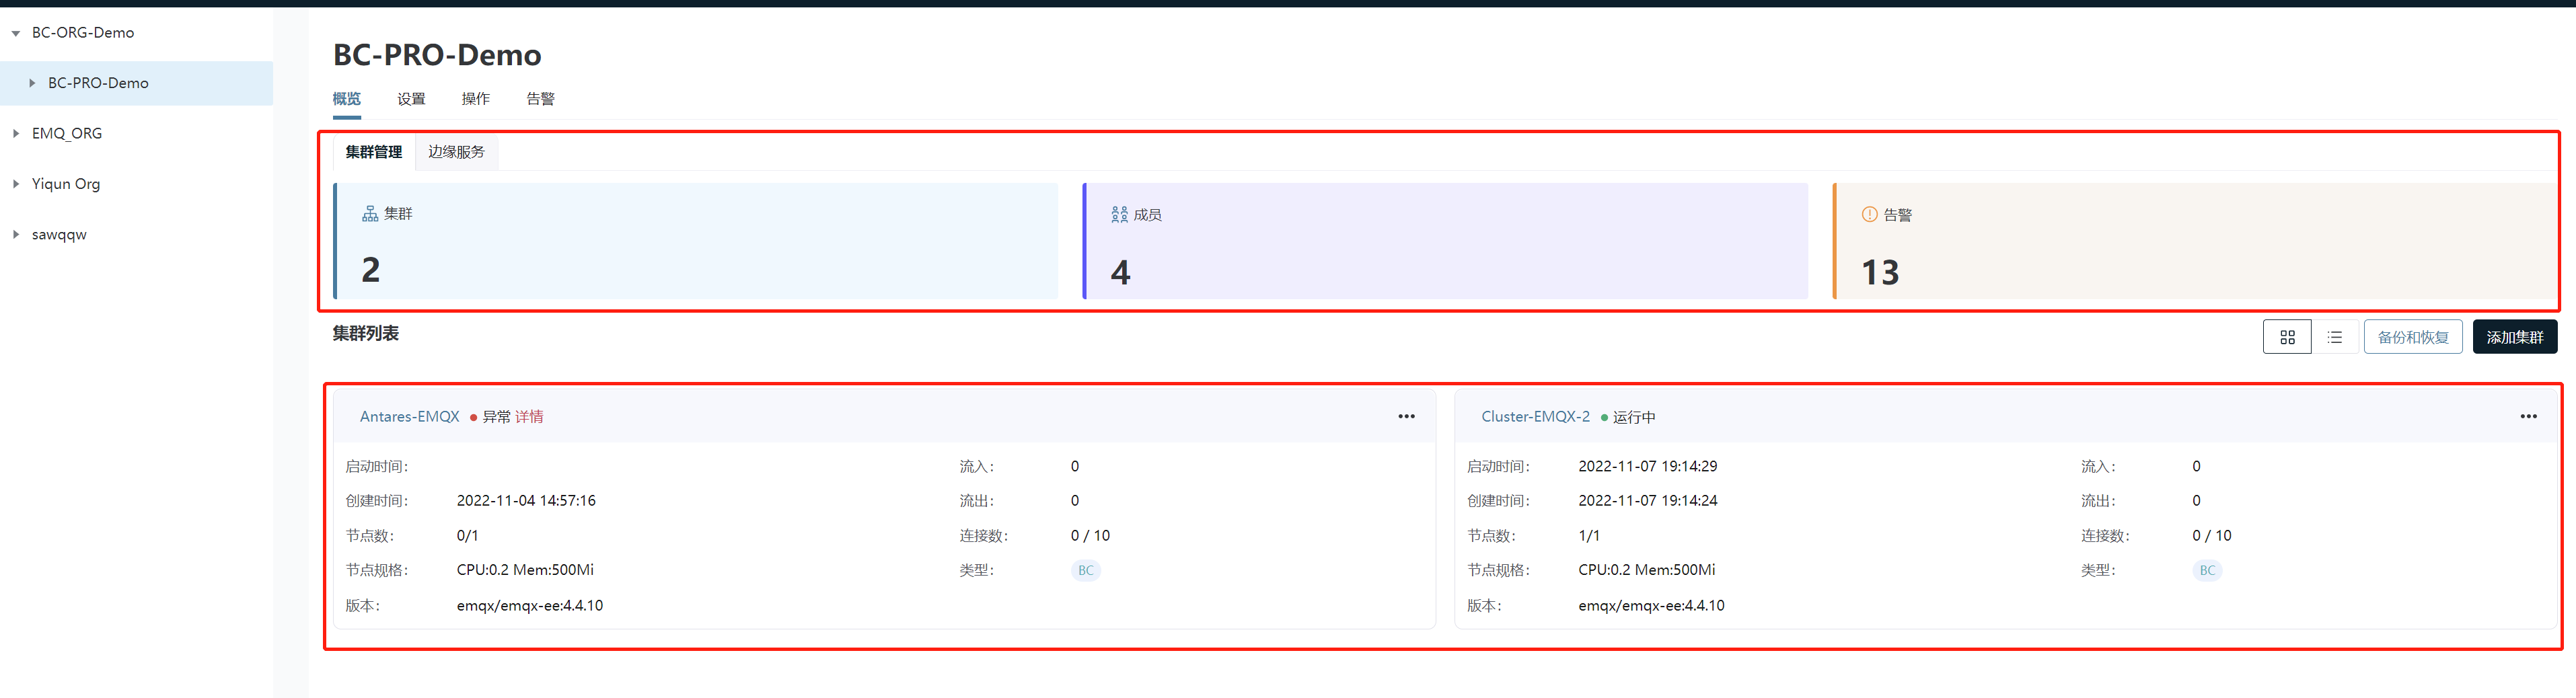 BC-ORG-Demo
BC-PRO-Demo
EMQ_ORG
Yiqun Org
sawqqw
BC-PRO-Demo
概览 设置 操作 告警
集群管理 边缘服务
集群 成员 告警
2 4 13
集群列表 备份和恢复 添加集群
Antares-EMQX 异常 详情
启动时间： 流入： 0
创建时间： 2022-11-04 14:57:16 流出： 0
节点数： 0/1 连接数： 0 / 10
节点规格： CPU:0.2 Mem:500Mi 类型： BC
版本： emqx/emqx-ee:4.4.10
Cluster-EMQX-2 运行中
启动时间： 2022-11-07 19:14:29 流入： 0
创建时间： 2022-11-07 19:14:24 流出： 0
节点数： 1/1 连接数： 0 / 10
节点规格： CPU:0.2 Mem:500Mi 类型： BC
版本： emqx/emqx-ee:4.4.10